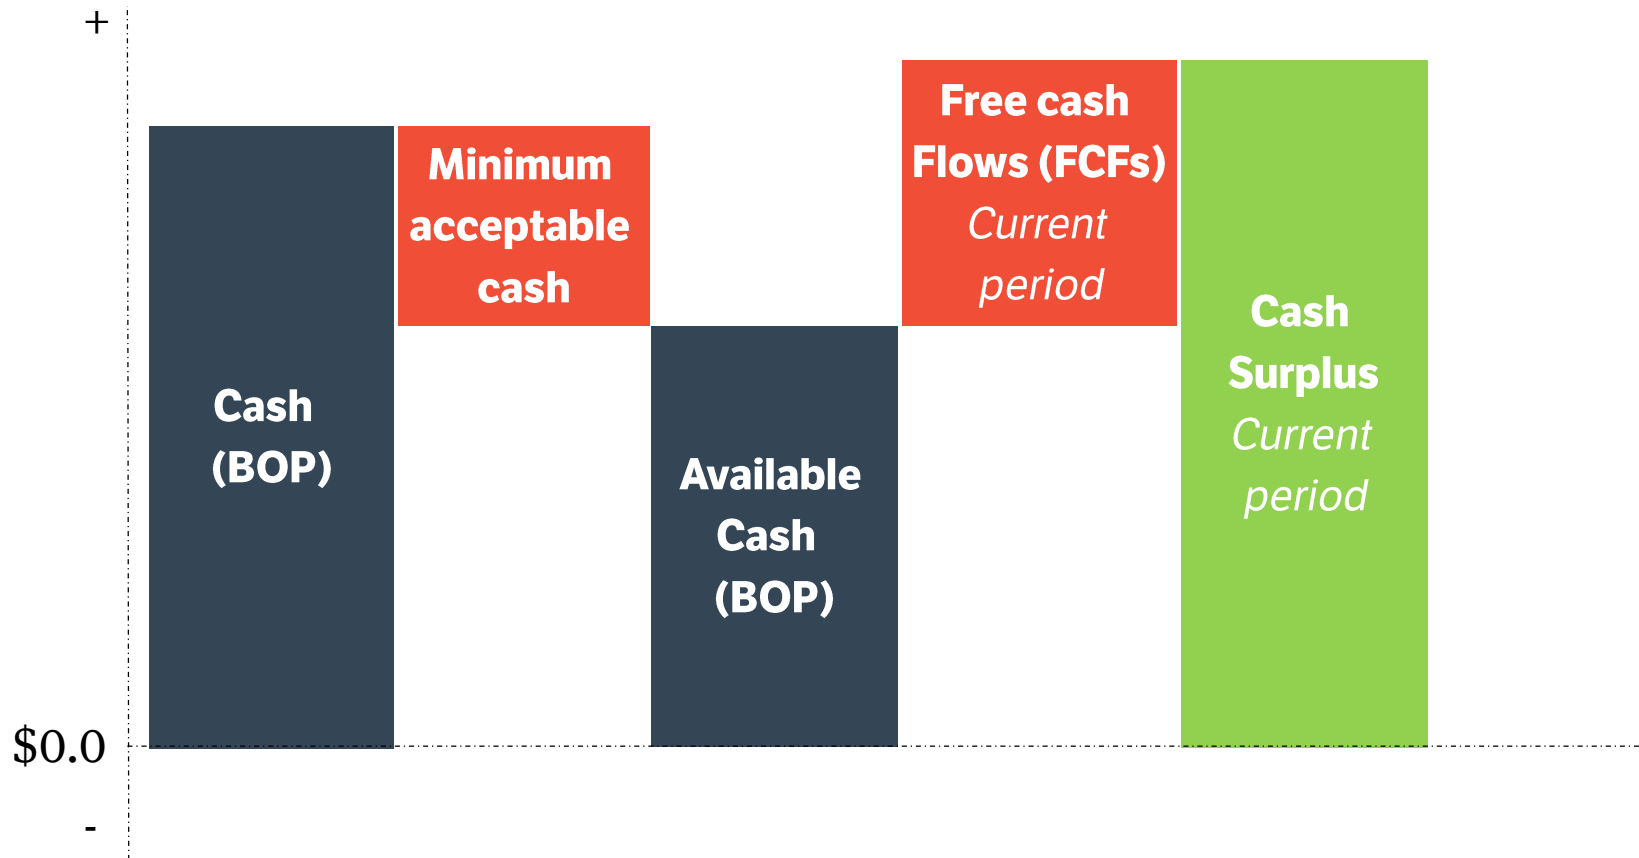 +
Cash
(BOP)
Minimum
acceptable
cash
Available
Cash
(BOP)
Free cash
Flows (FCFs)
Current
period
Cash
Surplus
Current
period
$0.0
-